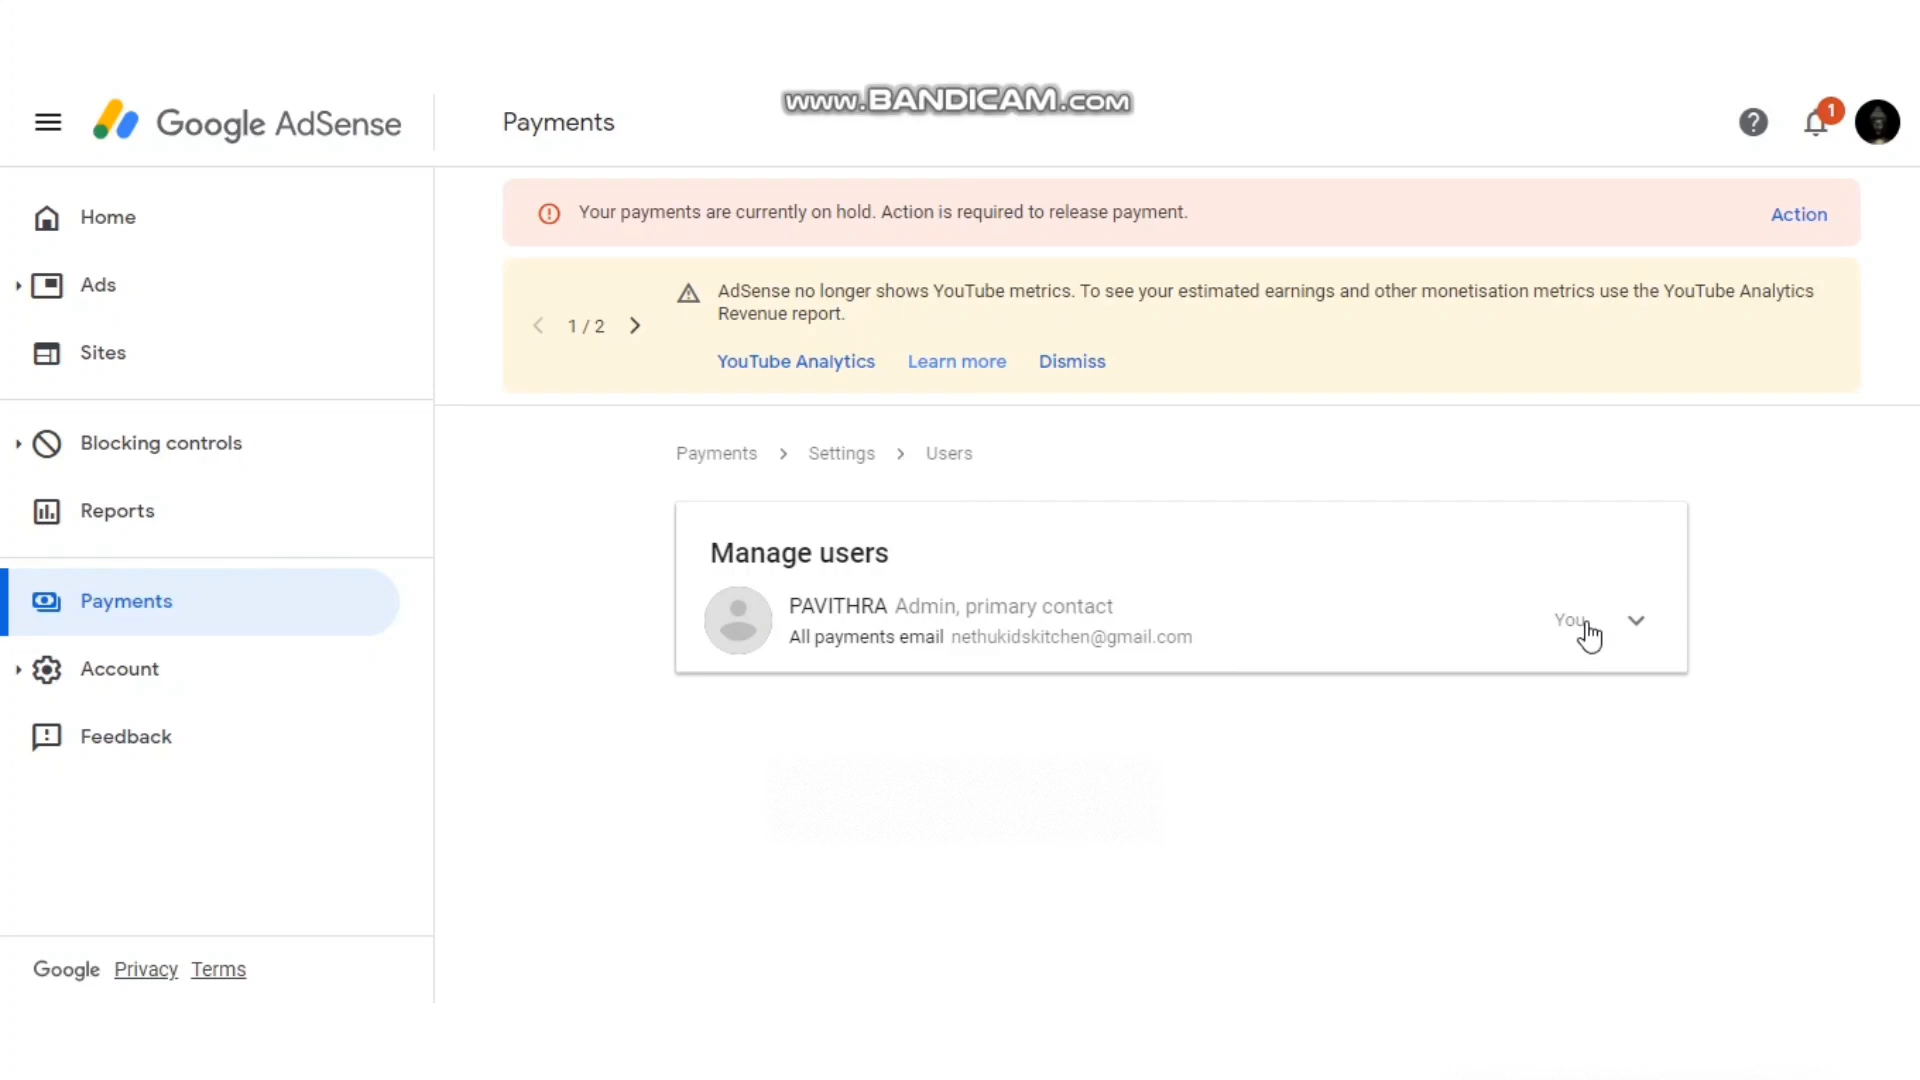 www.BANDICAM.com
Google AdSense
Payments
?
1
Home
Ads
Sites
Blocking controls
Reports
Payments
Account
Feedback
Google Privacy Terms
Your payments are currently on hold. Action is required to release payment.
Action
1 / 2
AdSense no longer shows YouTube metrics. To see your estimated earnings and other monetisation metrics use the YouTube Analytics
Revenue report.
YouTube Analytics Learn more Dismiss
Payments > Settings > Users
Manage users
PAVITHRA Admin, primary contact
All payments email nethukidskitchen@gmail.com
You